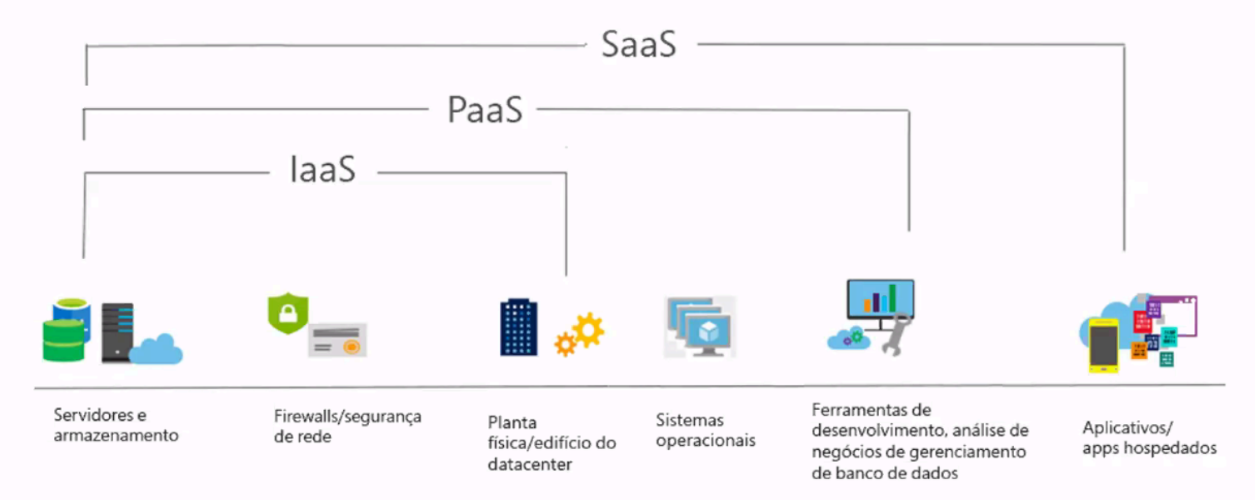 SaaS
PaaS
IaaS
Servidores e
armazenamento
Firewalls/segurança
de rede
Planta
física/edifício do
datacenter
Sistemas
operacionais
Ferramentas de
desenvolvimento, análise de
negócios de gerenciamento
de banco de dados
Aplicativos/
apps hospedados